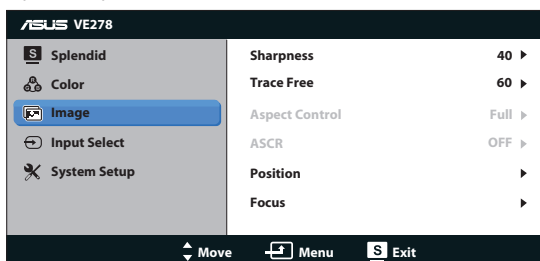 ASUS VE278
S Splendid
Color
Image
Input Select
System Setup
Sharpness 40
Trace Free 60
Aspect Control Full
ASCR OFF
Position
Focus
Move Menu S Exit